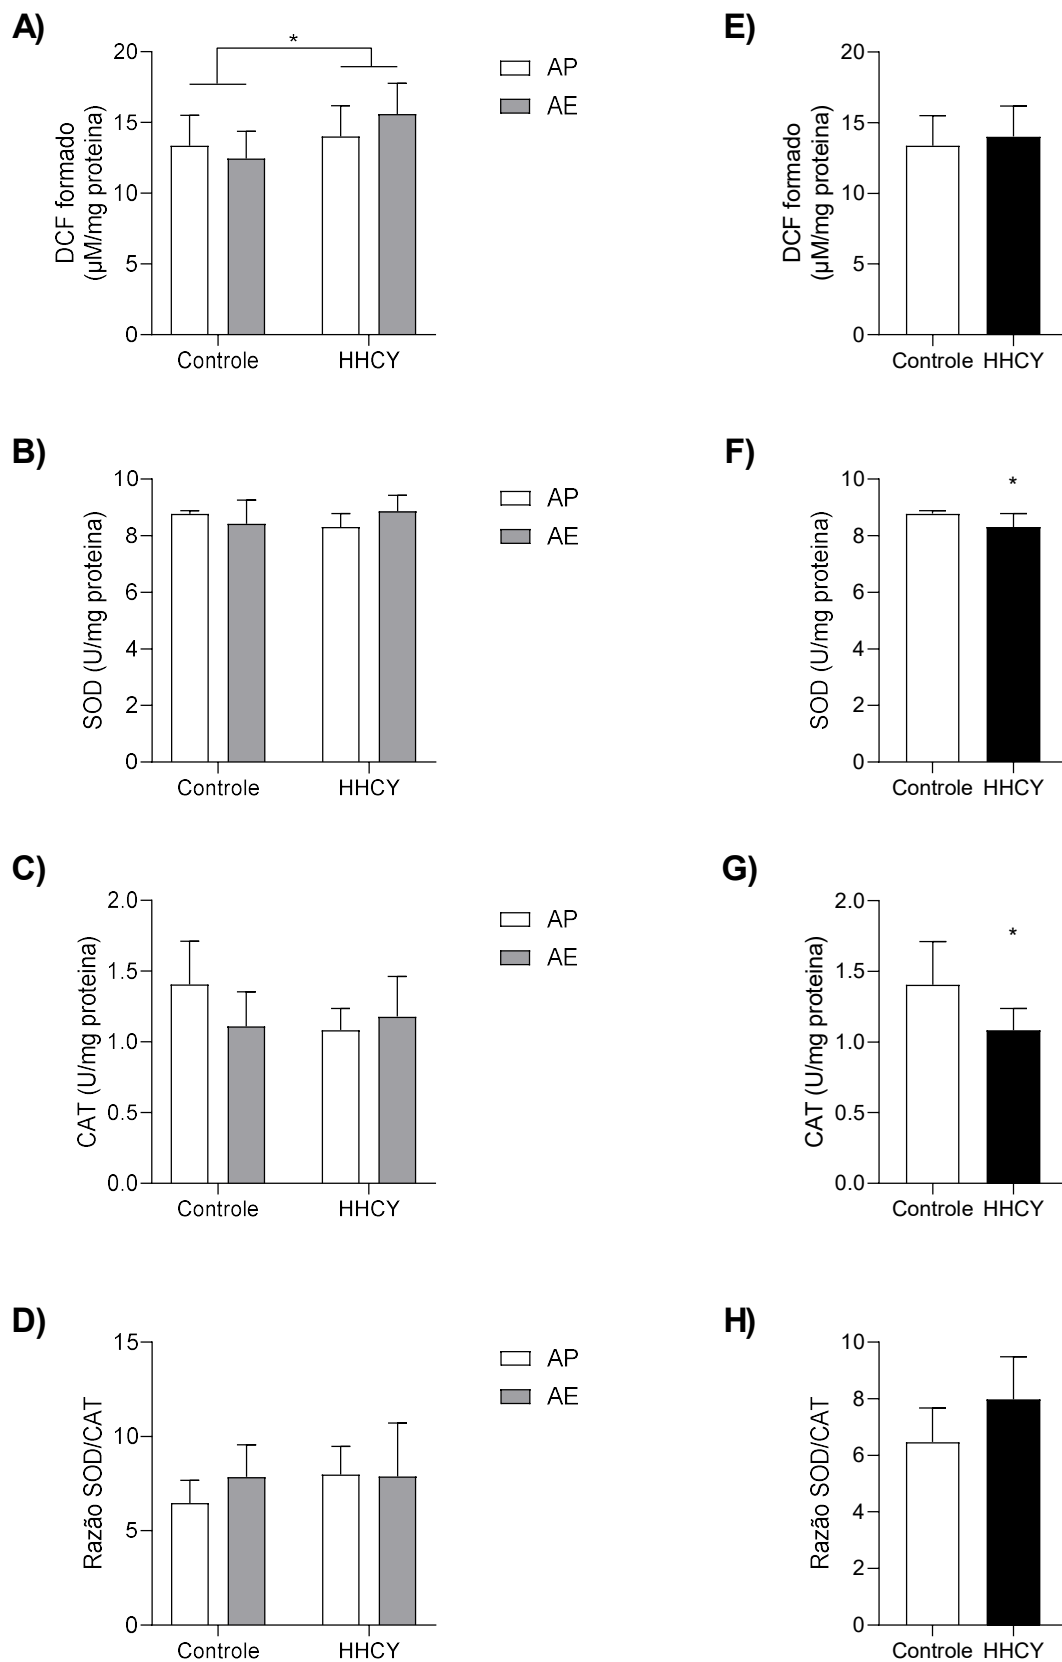 A)
*
20
15
10
5
0
DCF formado
(µM/mg proteina)
Controle
HHCY
AP
AE
E)
20
15
10
5
0
DCF formado
(µM/mg proteina)
Controle HHCY
B)
10
8
6
4
2
0
SOD (U/mg proteina)
Controle
HHCY
AP
AE
F)
*
10
8
6
4
2
0
SOD (U/mg proteina)
Controle HHCY
C)
2.0
1.5
1.0
0.5
0.0
CAT (U/mg proteina)
Controle
HHCY
AP
AE
G)
*
2.0
1.5
1.0
0.5
0.0
CAT (U/mg proteina)
Controle HHCY
D)
15
10
5
0
Razão SOD/CAT
Controle
HHCY
AP
AE
H)
10
8
6
4
2
0
Razão SOD/CAT
Controle HHCY